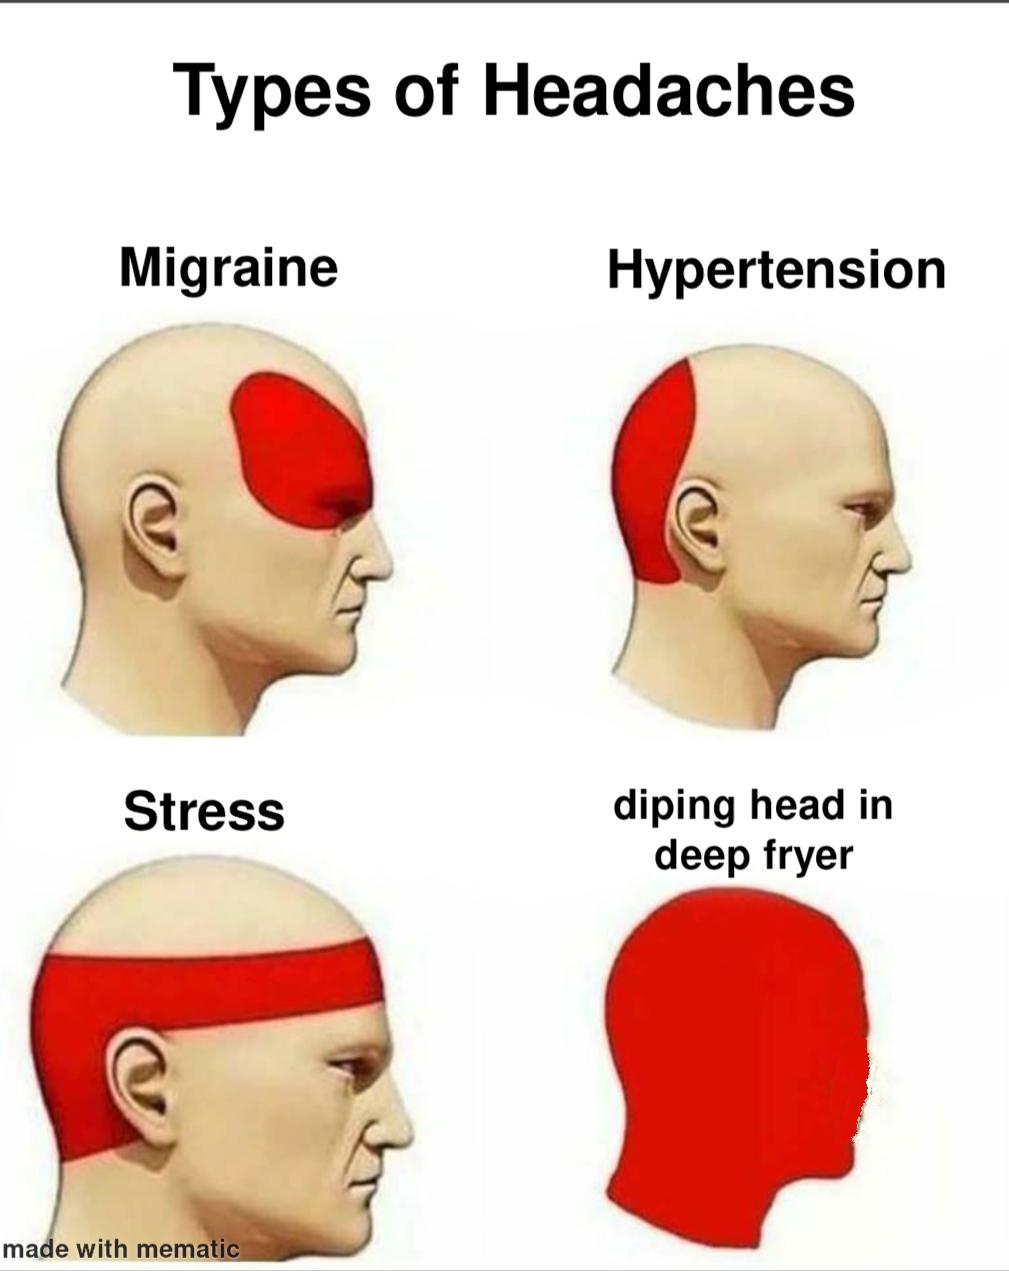 Types of Headaches
Migraine
Hypertension
Stress
diping head in
deep fryer
made with mematic